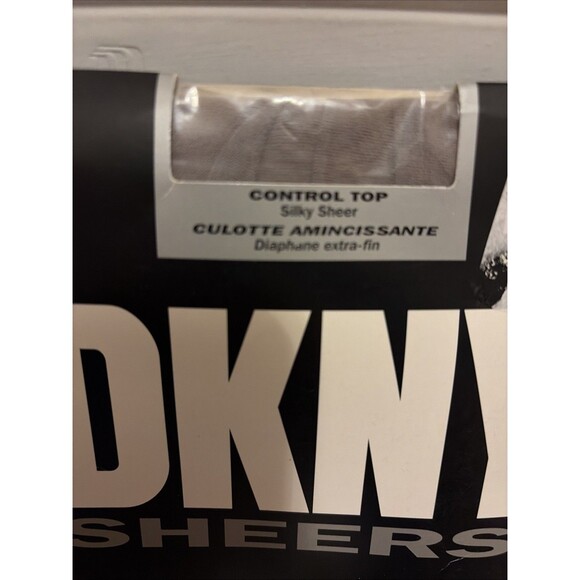 CONTROL TOP
Silky Sheer
CULOTTE AMINCISSANTE
Diaphane extra-fin
DKNY
SHEERS